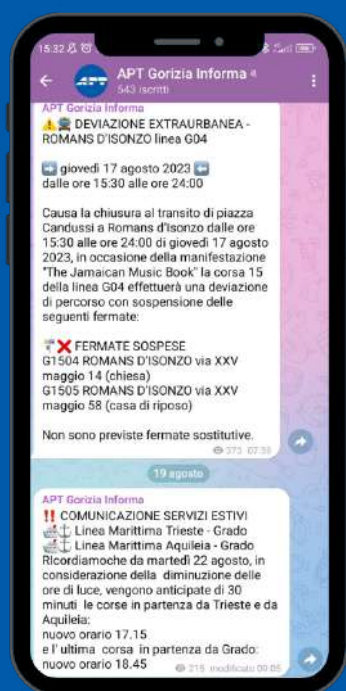 15:32
APT Gorizia Informa
543 iscritti
APT Gorizia Informa
DEVIAZIONE EXTRAURBANEA -
ROMANS D'ISONZO linea G04
giovedì 17 agosto 2023
dalle ore 15:30 alle ore 24:00
Causa la chiusura al transito di piazza
Candussi a Romans d'Isonzo dalle ore
15:30 alle ore 24:00 di giovedì 17 agosto
2023, in occasione della manifestazione
"The Jamaican Music Book" la corsa 15
della linea G04 effettuerà una deviazione
di percorso con sospensione delle
seguenti fermate:
FERMATE SOSPESE
G1504 ROMANS D'ISONZO via XXV
maggio 14 (chiesa)
G1505 ROMANS D'ISONZO via XXV
maggio 58 (casa di riposo)
Non sono previste fermate sostitutive.
373 07:58
19 agosto
APT Gorizia Informa
!! COMUNICAZIONE SERVIZI ESTIVI
Linea Marittima Trieste - Grado
Linea Marittima Aquileia - Grado
RIcordiamoche da martedì 22 agosto, in
considerazione della diminuzione delle
ore di luce, vengono anticipate di 30
minuti le corse in partenza da Trieste e da
Aquileia:
nuovo orario 17.15
e l' ultima corsa in partenza da Grado:
nuovo orario 18.45
215 modificato 09:05